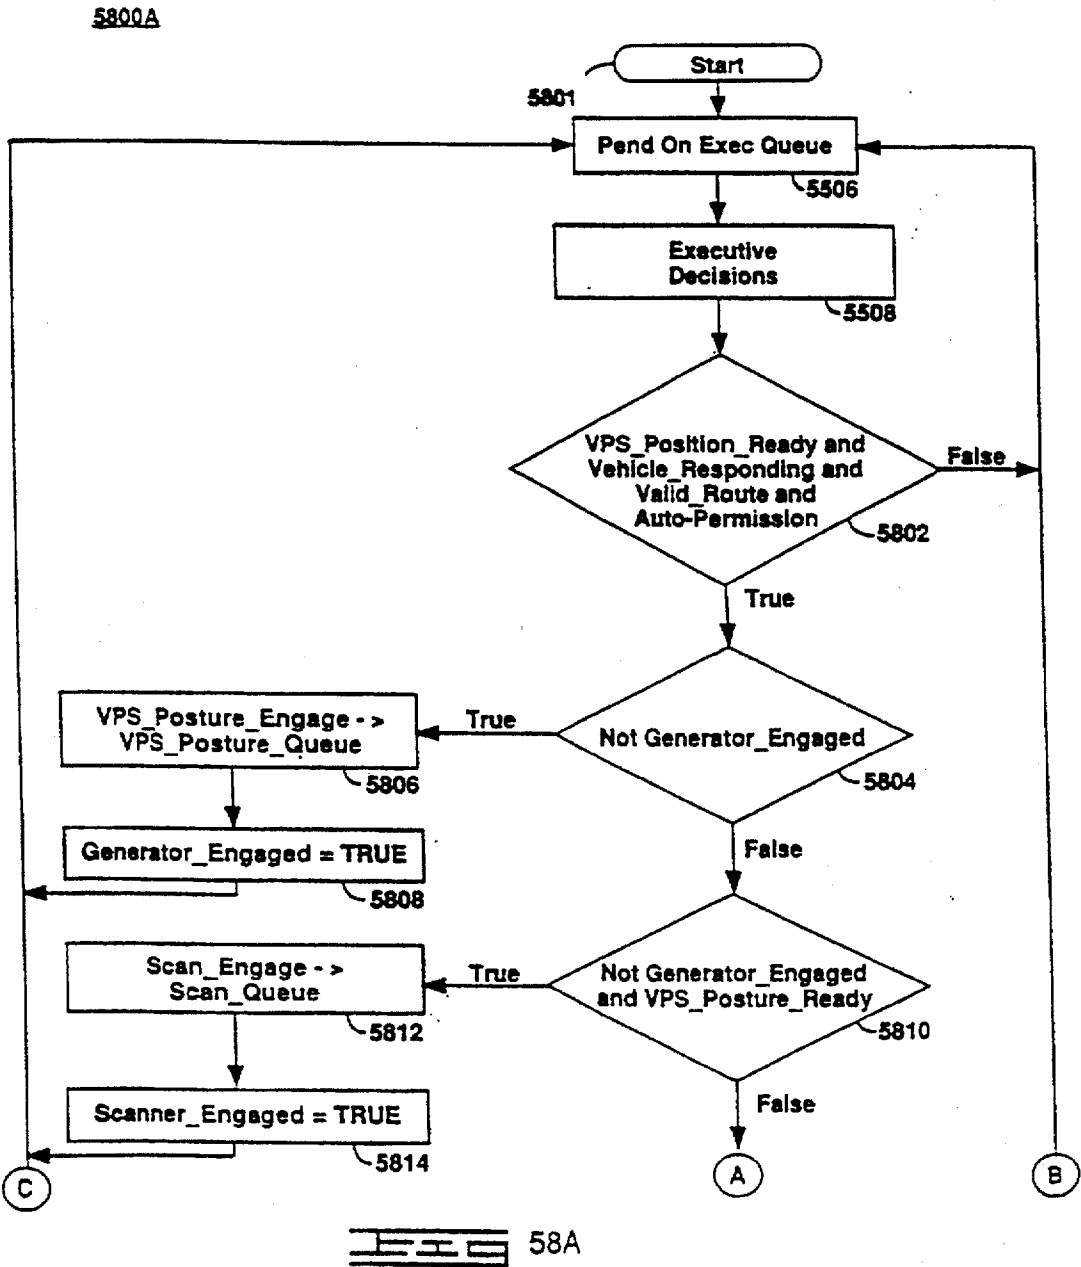 5800A
Start
5801
Pend On Exec Queue
5506
Executive
Decisions
5508
VPS_Position_Ready and
Vehicle_Responding and
Valid_Route and
Auto-Permission
False
5802
True
VPS_Posture_Engage ->
VPS_Posture_Queue
True
Not Generator_Engaged
5806
5804
Generator_Engaged = TRUE
False
5808
Scan_Engage ->
Scan_Queue
True
Not Generator_Engaged
and VPS_Posture_Ready
5812
5810
Scanner_Engaged = TRUE
False
5814
C
A
B
FIG 58A